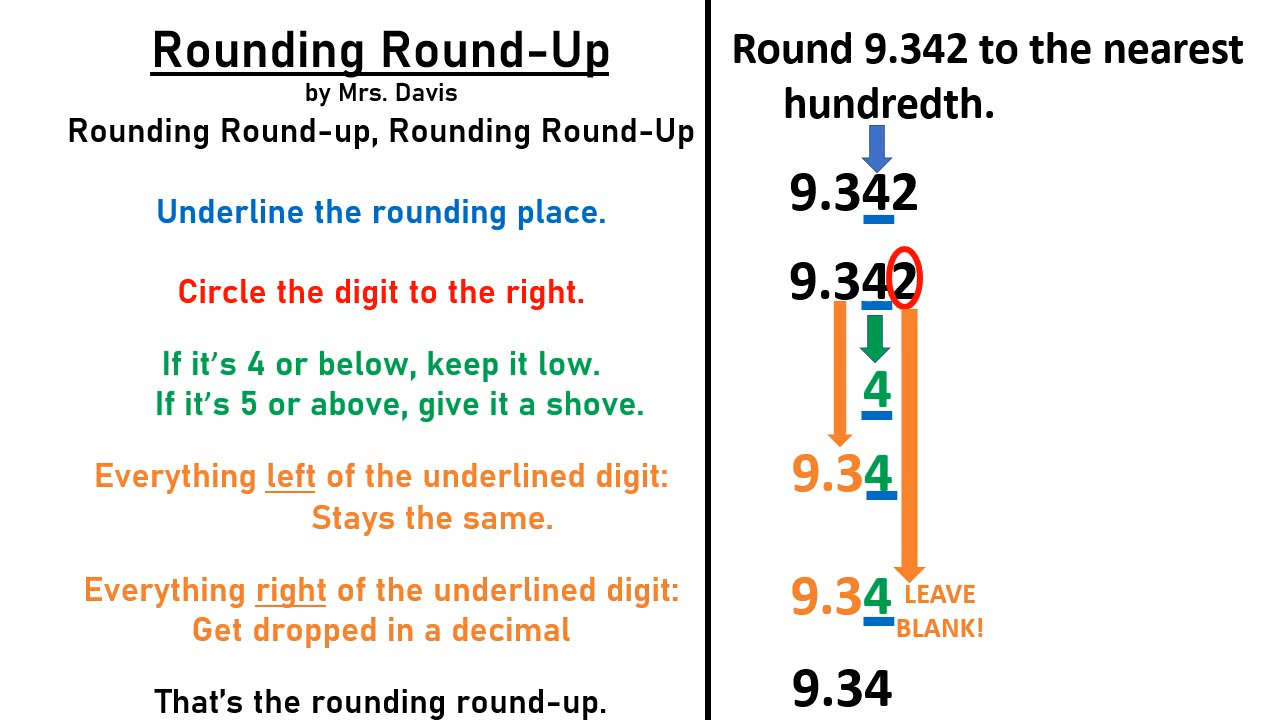 Rounding Round-Up
by Mrs. Davis
Rounding Round-up, Rounding Round-Up
Underline the rounding place.
Circle the digit to the right.
If it's 4 or below, keep it low.
If it's 5 or above, give it a shove.
Everything left of the underlined digit:
Stays the same.
Everything right of the underlined digit:
Get dropped in a decimal
That's the rounding round-up.
Round 9.342 to the nearest
hundredth.
9.342
9.342
4
9.34
9.34 LEAVE
BLANK!
9.34